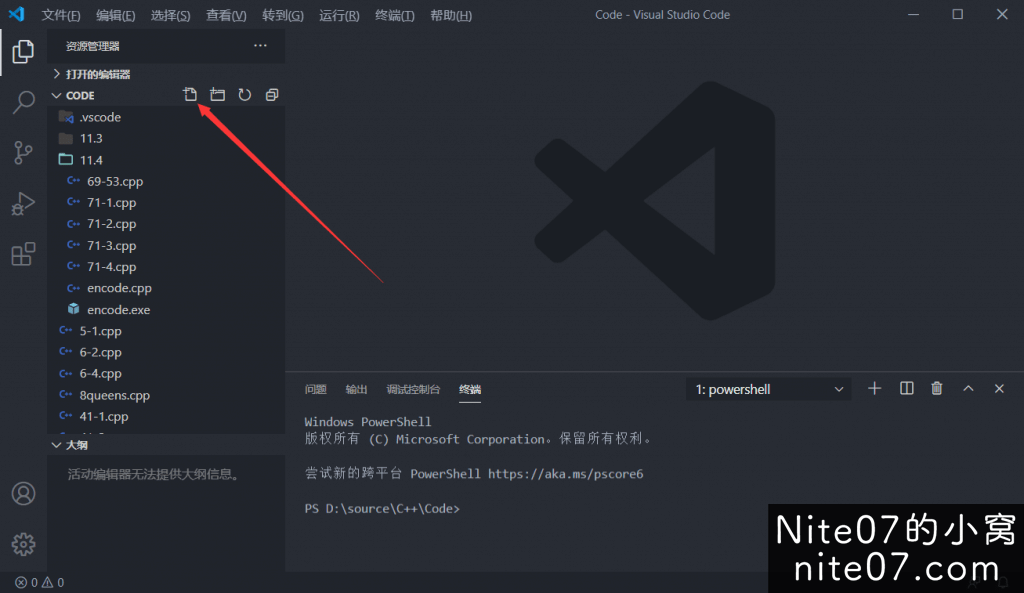 文件(F) 编辑(E) 选择(S) 查看(V) 转到(G) 运行(R) 终端(T) 帮助(H) Code - Visual Studio Code
资源管理器
打开的编辑器
CODE
.vscode
11.3
11.4
69-53.cpp
71-1.cpp
71-2.cpp
71-3.cpp
71-4.cpp
encode.cpp
encode.exe
5-1.cpp
6-2.cpp
6-4.cpp
8queens.cpp
41-1.cpp
大纲
活动编辑器无法提供大纲信息。
问题 输出 调试控制台 终端 1: powershell
Windows PowerShell
版权所有 (C) Microsoft Corporation。保留所有权利。
尝试新的跨平台 PowerShell https://aka.ms/pscore6
PS D:\source\C++\Code>
0 0
Nite07的小窝
nite07.com